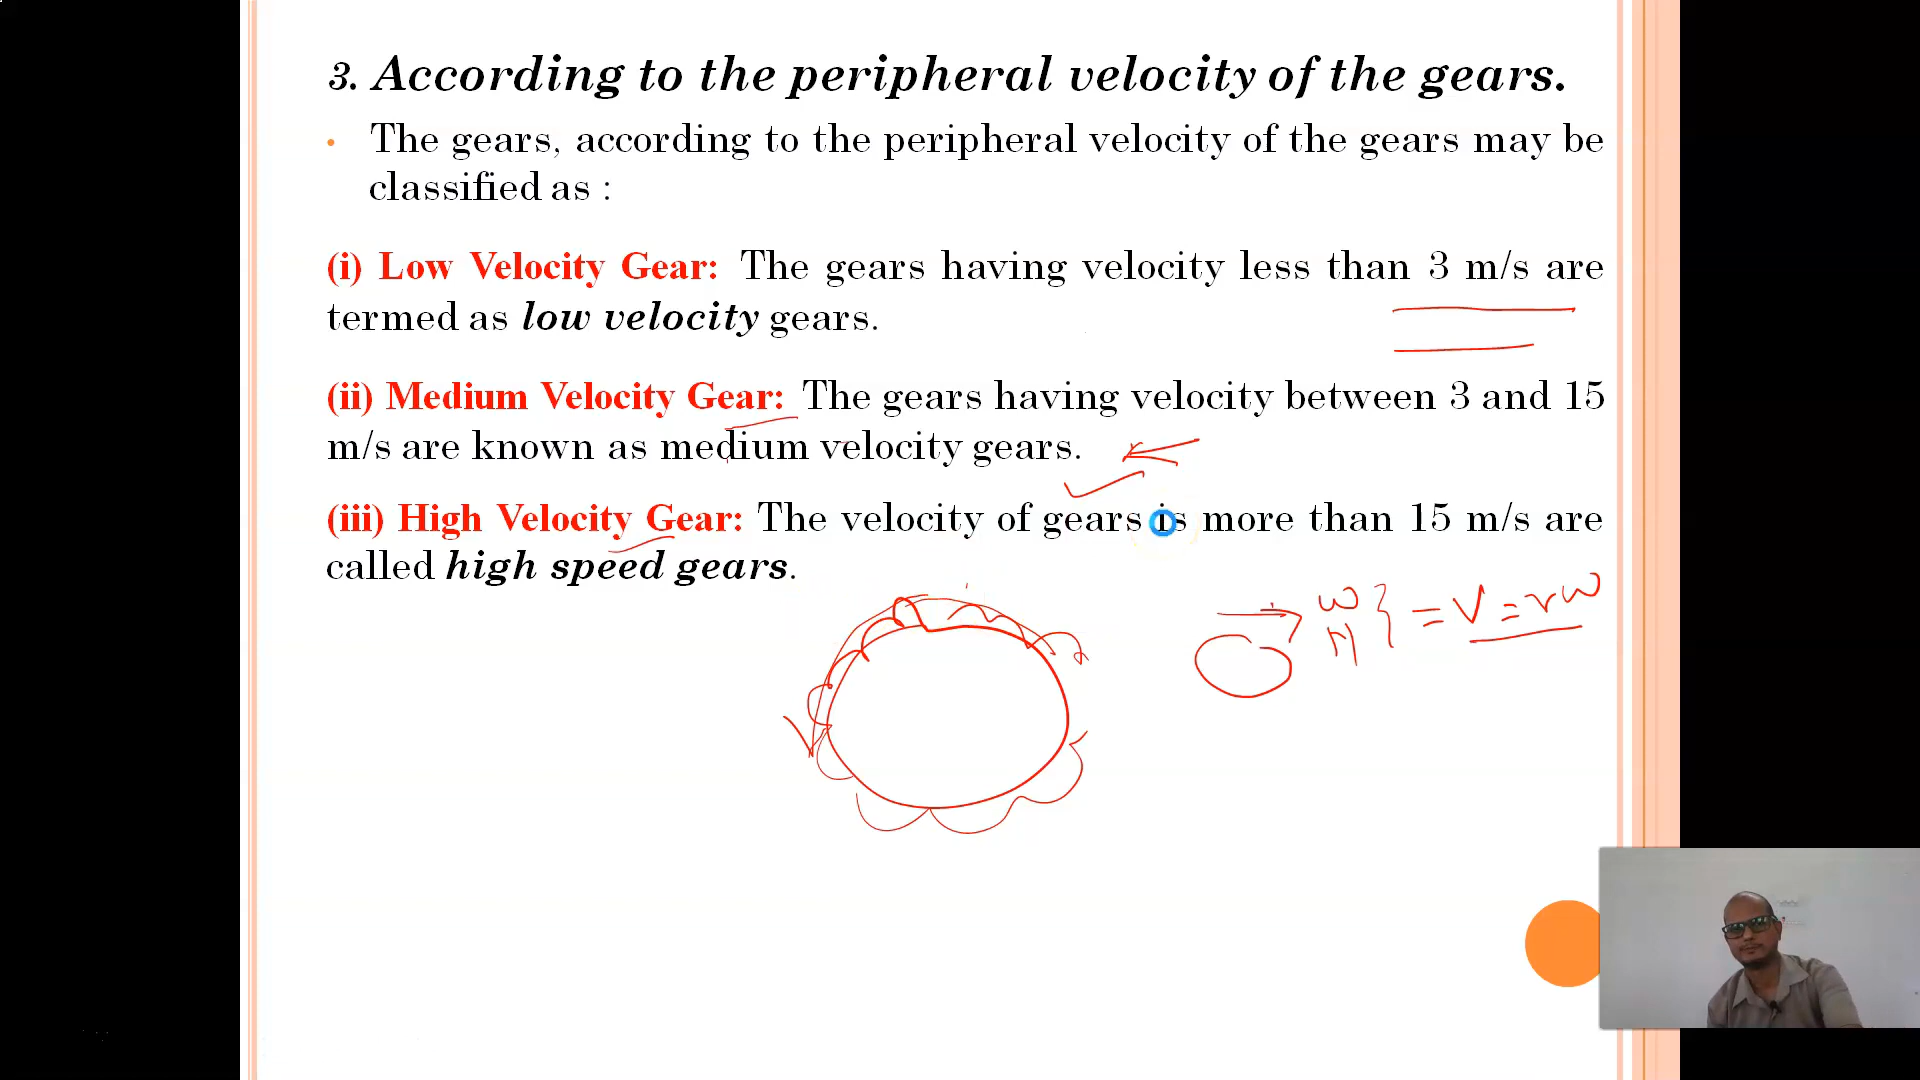 3. According to the peripheral velocity of the gears.
• The gears, according to the peripheral velocity of the gears may be
classified as :
(i) Low Velocity Gear: The gears having velocity less than 3 m/s are
termed as low velocity gears.
(ii) Medium Velocity Gear: The gears having velocity between 3 and 15
m/s are known as medium velocity gears.
(iii) High Velocity Gear: The velocity of gears is more than 15 m/s are
called high speed gears.
ω } = V = rω